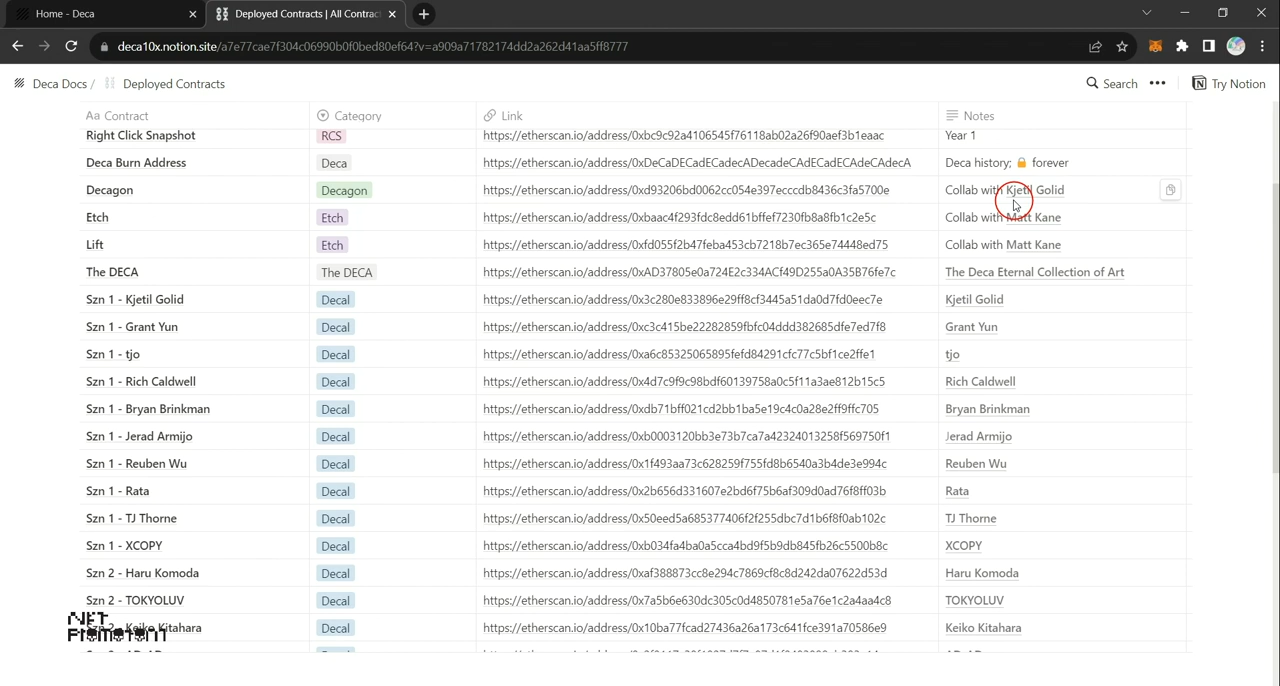 Home - Deca
Deployed Contracts | All Contrac
deca10x.notion.site/a7e77cae7f304c06990b0f0bed80ef64?v=a909a71782174dd2a262d41aa5ff8777
Deca Docs / Deployed Contracts
Search ••• Try Notion
Aa Contract Category Link Notes
Right Click Snapshot RCS https://etherscan.io/address/0xbc9c92a4106545f76118ab02a26f90aef3b1eaac Year 1
Deca Burn Address Deca https://etherscan.io/address/0xDeCaDECadECadecADecadeCAdECadECAdeCAdecA Deca history; 🔒 forever
Decagon Decagon https://etherscan.io/address/0xd93206bd0062cc054e397ecccdb8436c3fa5700e Collab with Kjetil Golid
Etch Etch https://etherscan.io/address/0xbaac4f293fdc8edd61bffef7230fb8a8fb1c2e5c Collab with Matt Kane
Lift Etch https://etherscan.io/address/0xfd055f2b47feba453cb7218b7ec365e74448ed75 Collab with Matt Kane
The DECA The DECA https://etherscan.io/address/0xAD37805e0a724E2c334ACf49D255a0A35B76fe7c The Deca Eternal Collection of Art
Szn 1 - Kjetil Golid Decal https://etherscan.io/address/0x3c280e833896e29ff8cf3445a51da0d7fd0eec7e Kjetil Golid
Szn 1 - Grant Yun Decal https://etherscan.io/address/0xc3c415be22282859fbfc04ddd382685dfe7ed7f8 Grant Yun
Szn 1 - tjo Decal https://etherscan.io/address/0xa6c85325065895fefd84291cfc77c5bf1ce2ffe1 tjo
Szn 1 - Rich Caldwell Decal https://etherscan.io/address/0x4d7c9f9c98bdf60139758a0c5f11a3ae812b15c5 Rich Caldwell
Szn 1 - Bryan Brinkman Decal https://etherscan.io/address/0xdb71bff021cd2bb1ba5e19c4c0a28e2ff9ffc705 Bryan Brinkman
Szn 1 - Jerad Armijo Decal https://etherscan.io/address/0xb0003120bb3e73b7ca7a42324013258f569750f1 Jerad Armijo
Szn 1 - Reuben Wu Decal https://etherscan.io/address/0x1f493aa73c628259f755fd8b6540a3b4de3e994c Reuben Wu
Szn 1 - Rata Decal https://etherscan.io/address/0x2b656d331607e2bd6f75b6af309d0ad76f8ff03b Rata
Szn 1 - TJ Thorne Decal https://etherscan.io/address/0x50eed5a685377406f2f255dbc7d1b6f8f0ab102c TJ Thorne
Szn 1 - XCOPY Decal https://etherscan.io/address/0xb034fa4ba0a5cca4bd9f5b9db845fb26c5500b8c XCOPY
Szn 2 - Haru Komoda Decal https://etherscan.io/address/0xaf388873cc8e294c7869cf8c8d242da07622d53d Haru Komoda
Szn 2 - TOKYOLUV Decal https://etherscan.io/address/0x7a5b6e630dc305c0d4850781e5a76e1c2a4aa4c8 TOKYOLUV
Szn 2 - Keiko Kitahara Decal https://etherscan.io/address/0x10ba77fcad27436a26a173c641fce391a70586e9 Keiko Kitahara